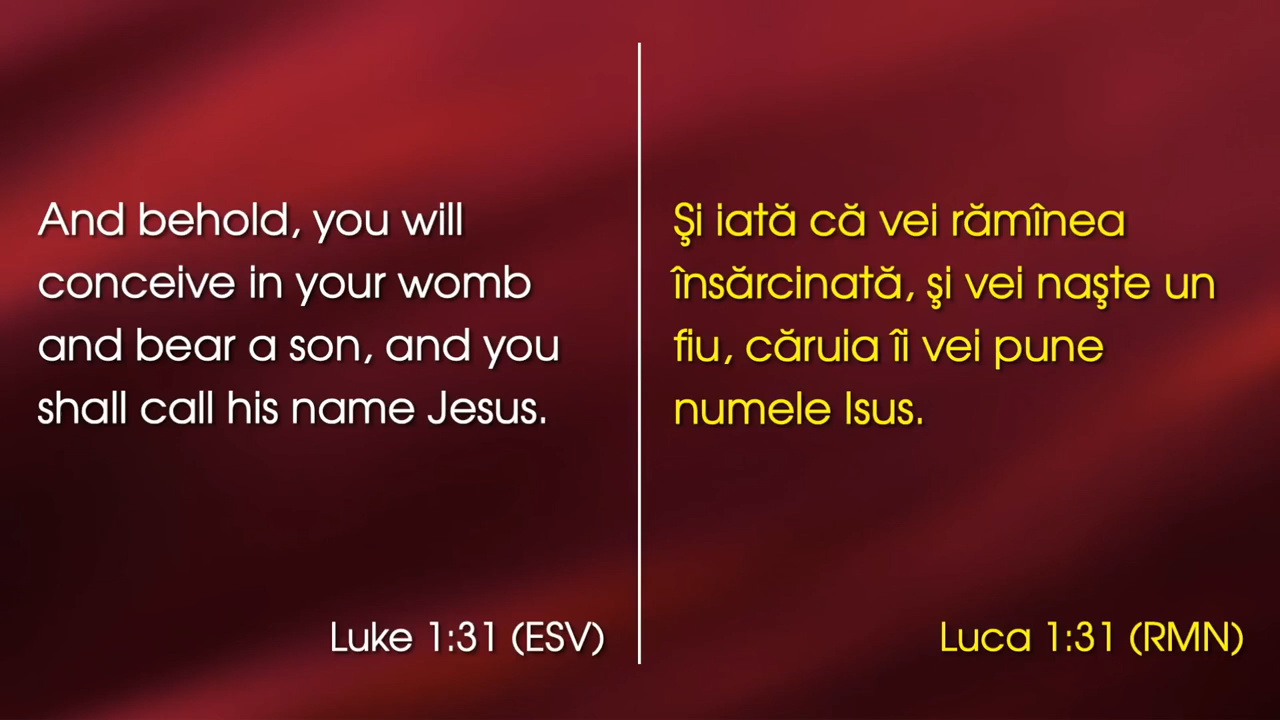 And behold, you will
conceive in your womb
and bear a son, and you
shall call his name Jesus.
Luke 1:31 (ESV)
Şi iată că vei rămînea
însărcinată, şi vei naşte un
fiu, căruia îi vei pune
numele Isus.
Luca 1:31 (RMN)